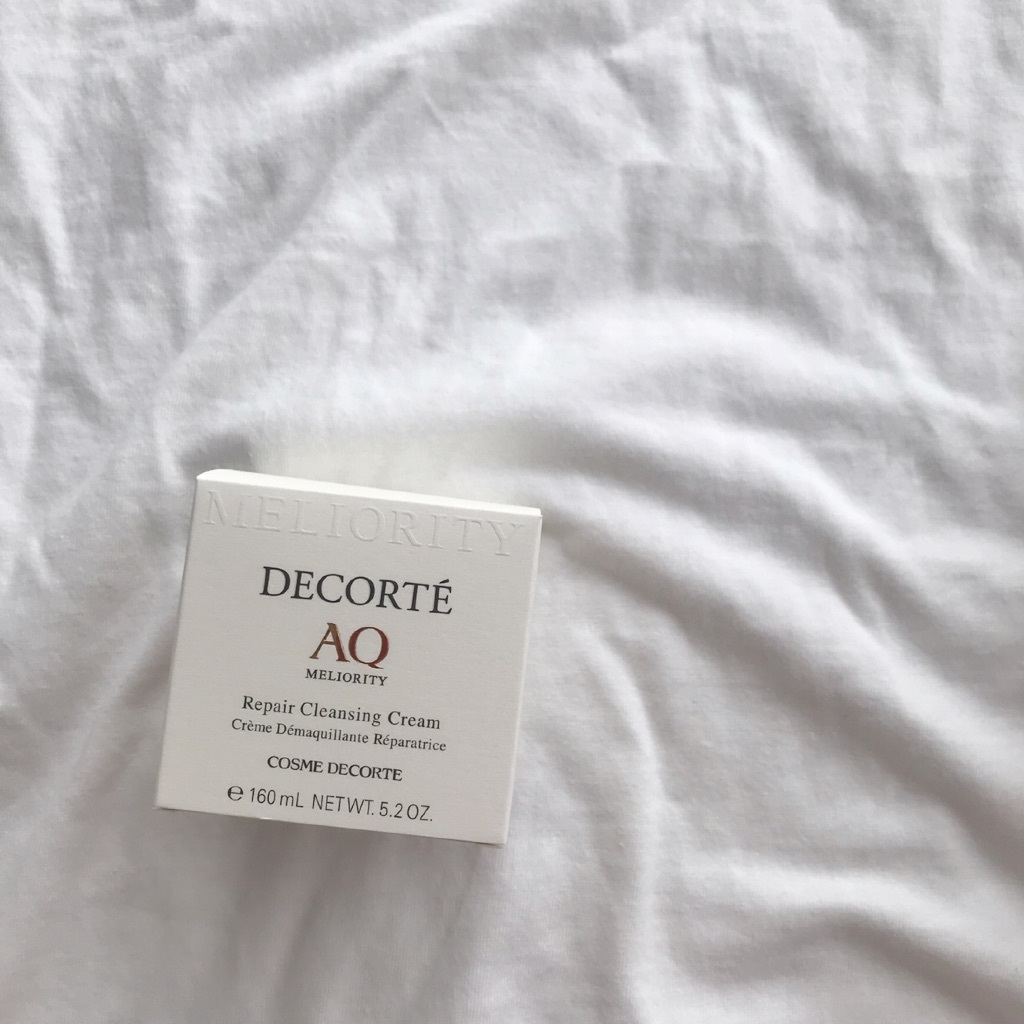 MELIORITY
DECORTÉ
AQ
MELIORITY
Repair Cleansing Cream
Crème Démaquillante Réparatrice
COSME DECORTE
℮ 160 mL NET WT. 5.2 OZ.